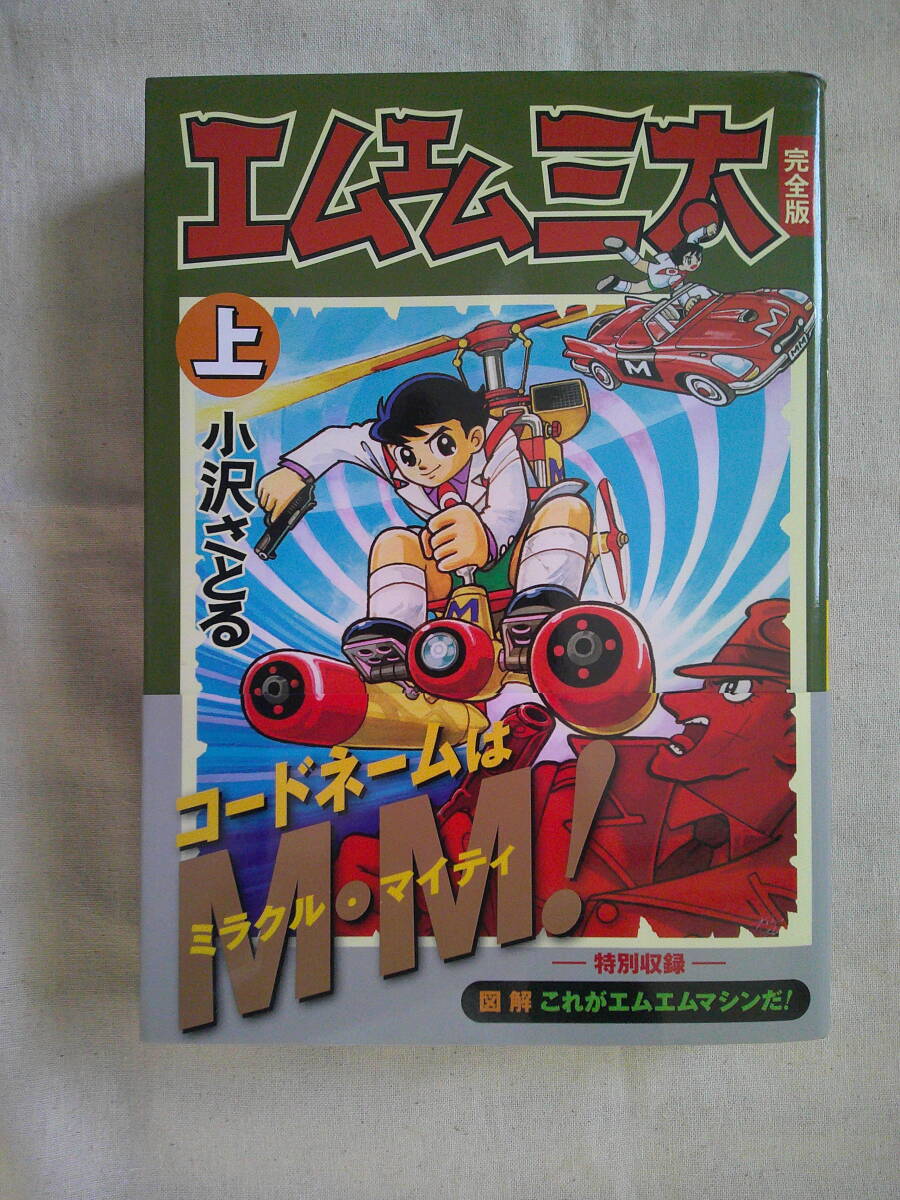 エムエム三太
完全版
上
小沢さとる
M
M
MM
M
M
コードネームは
M・M!
ミラクル・マイティ
特別収録
図解 これがエムエムマシンだ!